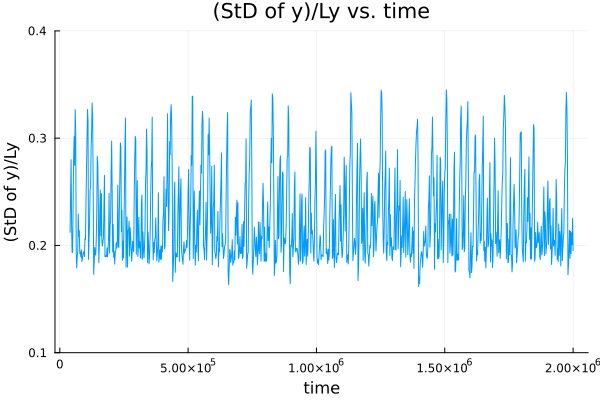 (StD of y)/Ly vs. time
(StD of y)/Ly
0.4
0.3
0.2
0.1
0 5.00×10⁵ 1.00×10⁶ 1.50×10⁶ 2.00×10⁶
time